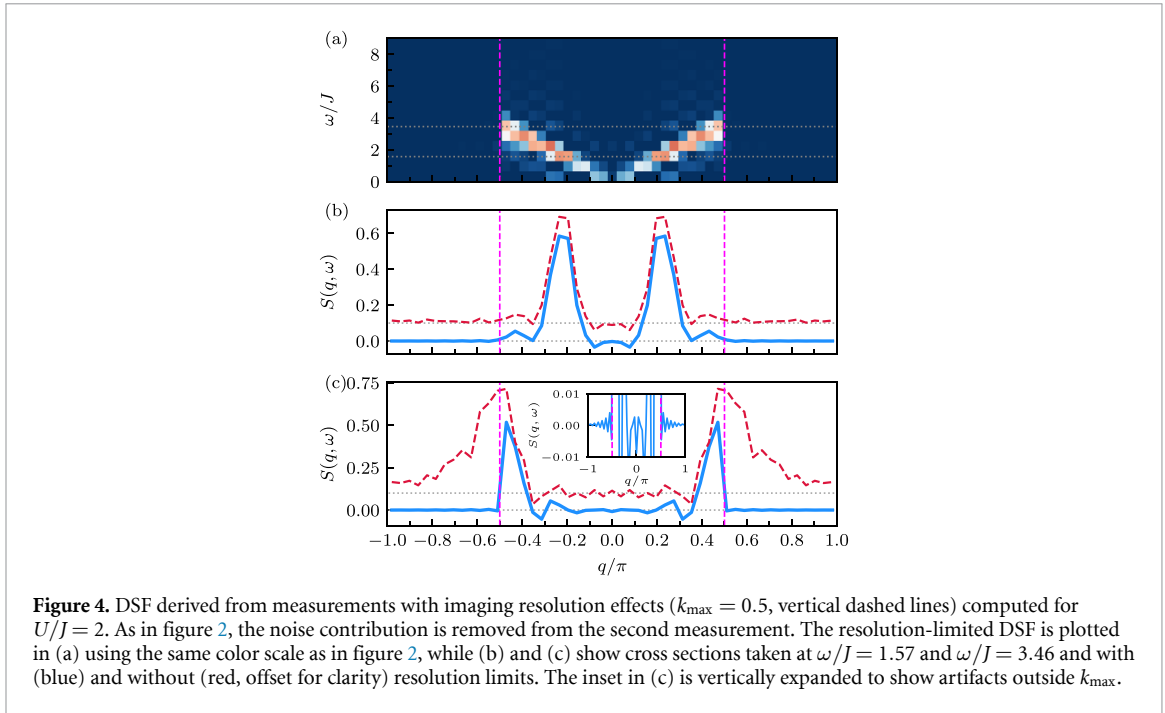 (a)
8
6
4
2
0
ω/J
(b)
0.6
0.4
0.2
0.0
S(q, ω)
(c)
0.75
0.50
0.25
0.00
S(q, ω)
0.01
0.00
−0.01
S(q, ω)
−1 0 1
q/π
−1.0 −0.8 −0.6 −0.4 −0.2 0.0 0.2 0.4 0.6 0.8 1.0
q/π
Figure 4. DSF derived from measurements with imaging resolution effects (kmax = 0.5, vertical dashed lines) computed for
U/J = 2. As in figure 2, the noise contribution is removed from the second measurement. The resolution-limited DSF is plotted
in (a) using the same color scale as in figure 2, while (b) and (c) show cross sections taken at ω/J = 1.57 and ω/J = 3.46 and with
(blue) and without (red, offset for clarity) resolution limits. The inset in (c) is vertically expanded to show artifacts outside kmax.